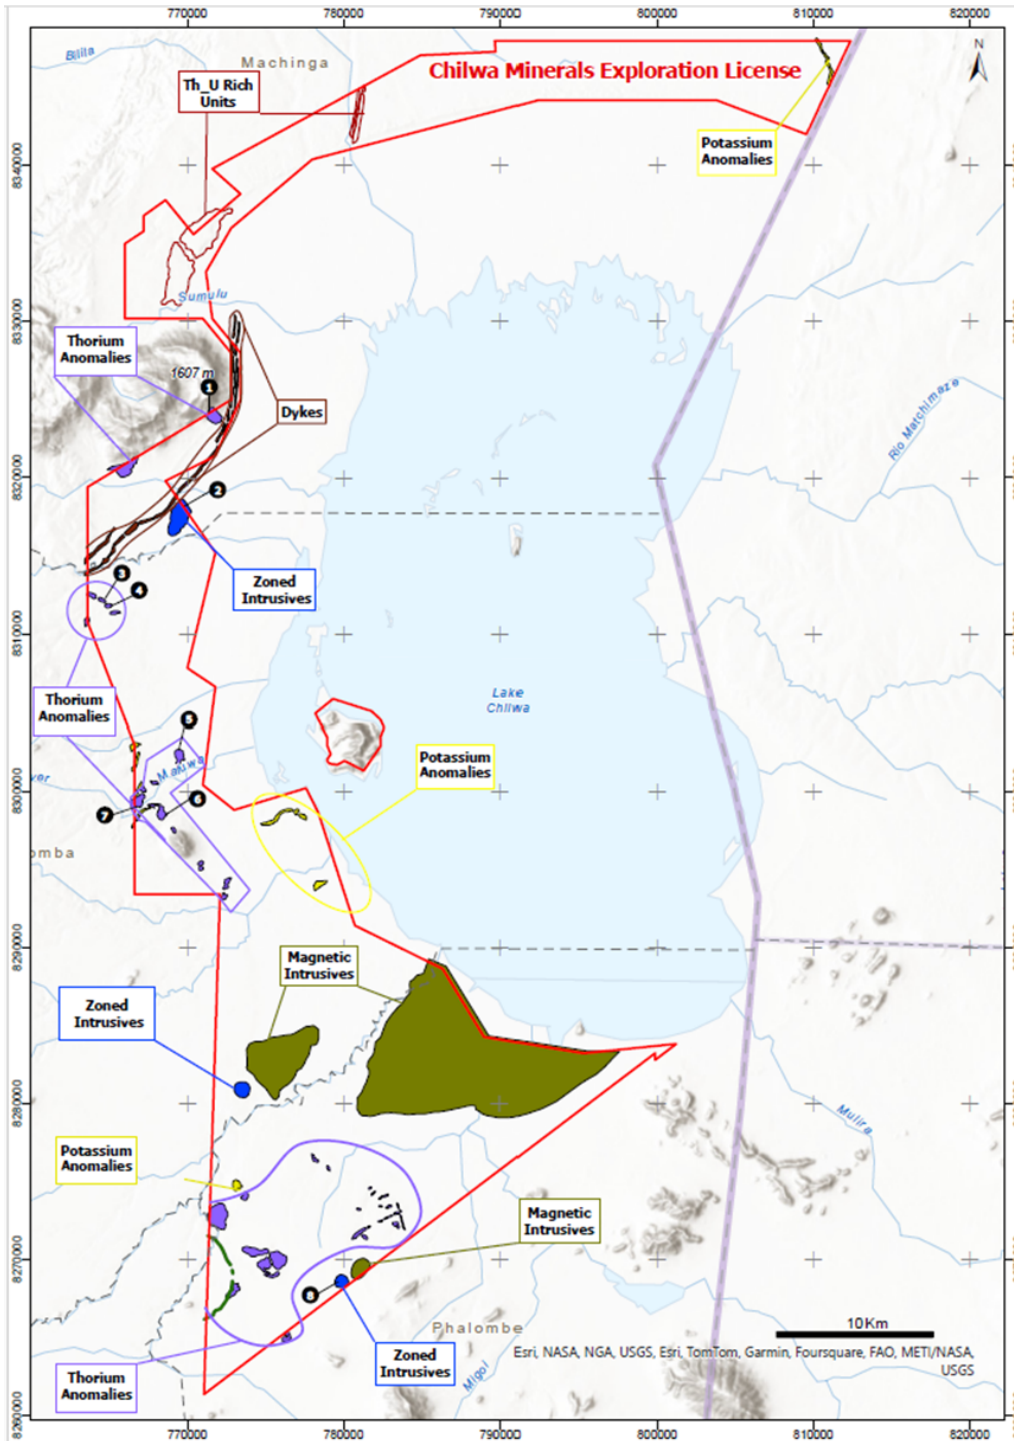 770000
780000
790000
800000
810000
820000
Bilila
Machinga
N
Chilwa Minerals Exploration License
Th_U Rich
Units
Potassium
Anomalies
8340000
Sumulu
8330000
Thorium
Anomalies
1607 m
1
Dykes
Rio Matchimaze
8320000
2
3
4
Zoned
Intrusives
8310000
Thorium
Anomalies
Lake
Chilwa
5
Potassium
Anomalies
ver
8300000
6
7
omba
8290000
Magnetic
Intrusives
Zoned
Intrusives
8280000
Mulira
Potassium
Anomalies
Magnetic
Intrusives
8270000
8
10Km
Phalombe
Zoned
Intrusives
Migol
Esri, NASA, NGA, USGS, Esri, TomTom, Garmin, Foursquare, FAO, METI/NASA,
USGS
Thorium
Anomalies
8260000
770000
780000
790000
800000
810000
820000